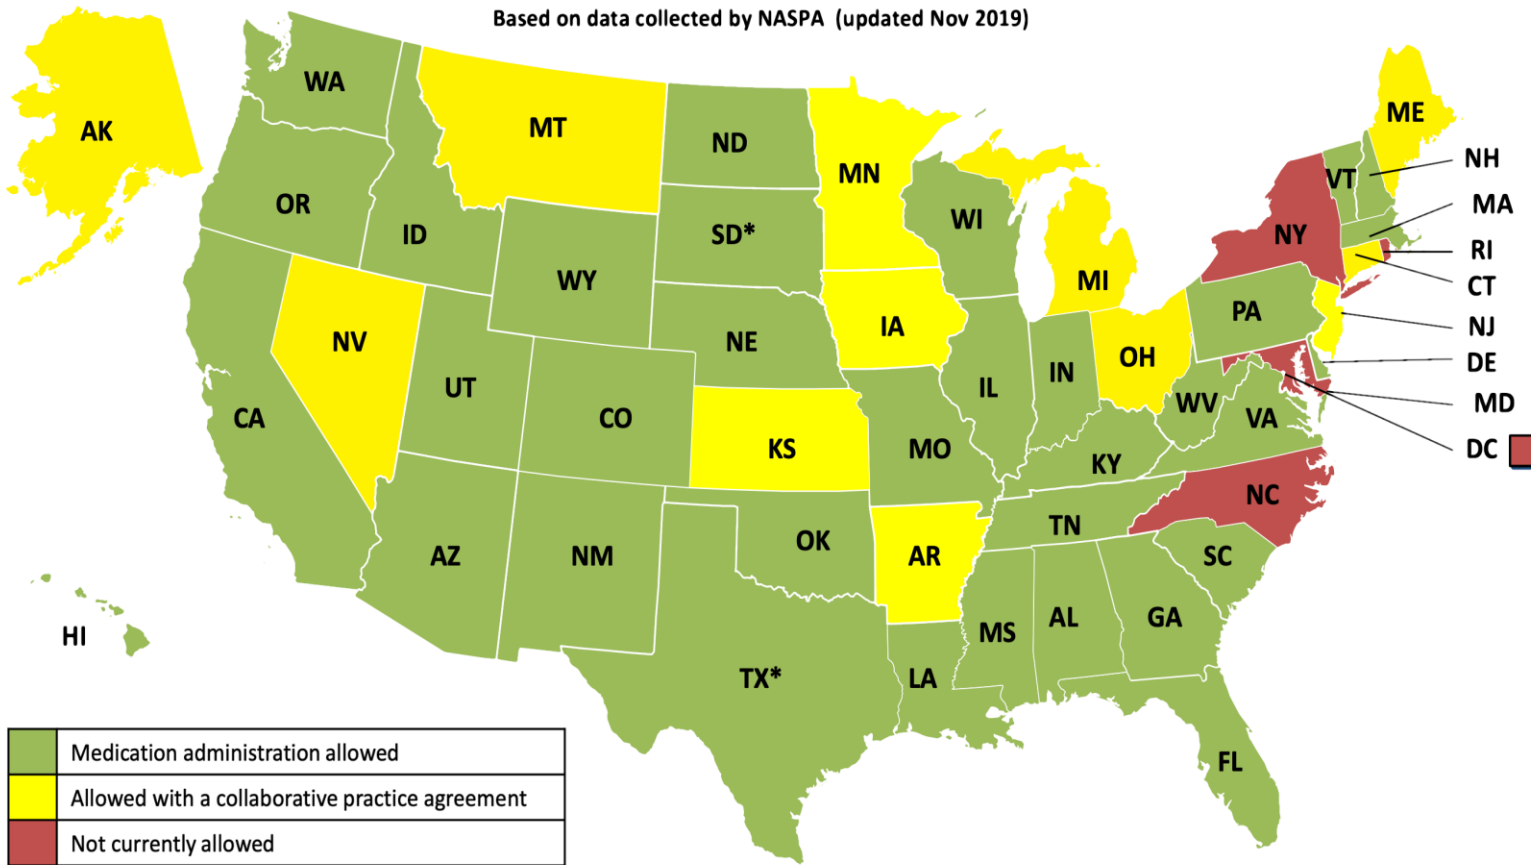 Based on data collected by NASPA (updated Nov 2019)
WA
AK
MT
ND
MN
ME
NH
VT
OR
ID
SD*
WI
MA
NY
RI
WY
MI
CT
PA
NV
NE
IA
NJ
OH
DE
UT
IL
IN
WV
MD
CA
CO
VA
KS
MO
DC
KY
NC
TN
AZ
NM
OK
AR
SC
HI
MS
AL
GA
TX*
LA
FL
Medication administration allowed
Allowed with a collaborative practice agreement
Not currently allowed